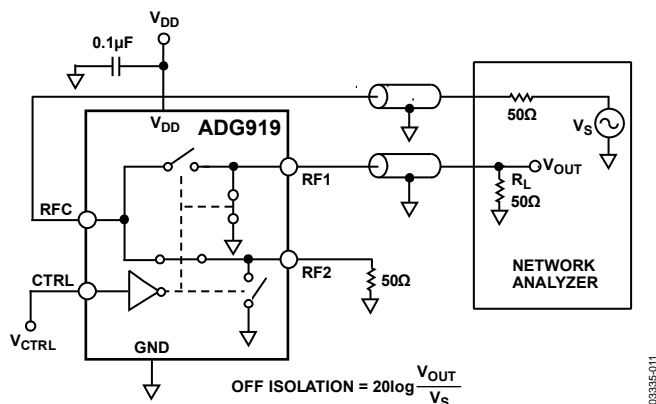 V_DD
0.1µF
V_DD
ADG919
50Ω
V_S
RF1
V_OUT
R_L
50Ω
RFC
RF2
50Ω
CTRL
NETWORK
ANALYZER
V_CTRL
GND
OFF ISOLATION = 20log V_OUT / V_S
03335-011